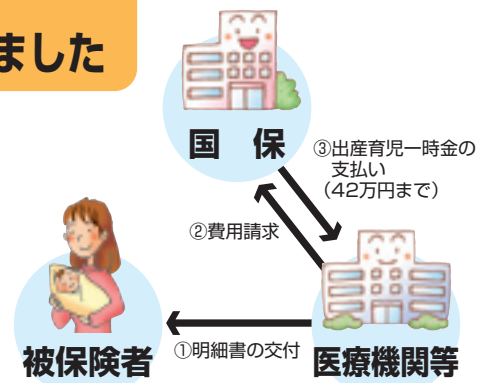 ました
国　保
③出産育児一時金の
支払い
（42万円まで）
②費用請求
①明細書の交付
被保険者
医療機関等